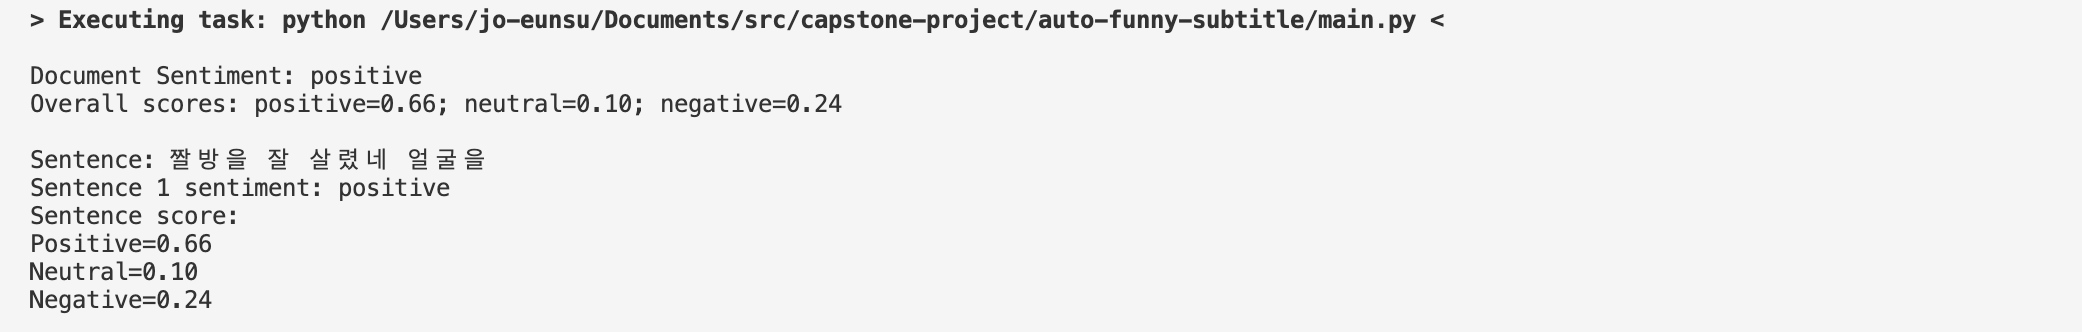 > Executing task: python /Users/jo-eunsu/Documents/src/capstone-project/auto-funny-subtitle/main.py <
Document Sentiment: positive
Overall scores: positive=0.66; neutral=0.10; negative=0.24
Sentence: 짤방을 잘 살렸네 얼굴을
Sentence 1 sentiment: positive
Sentence score:
Positive=0.66
Neutral=0.10
Negative=0.24